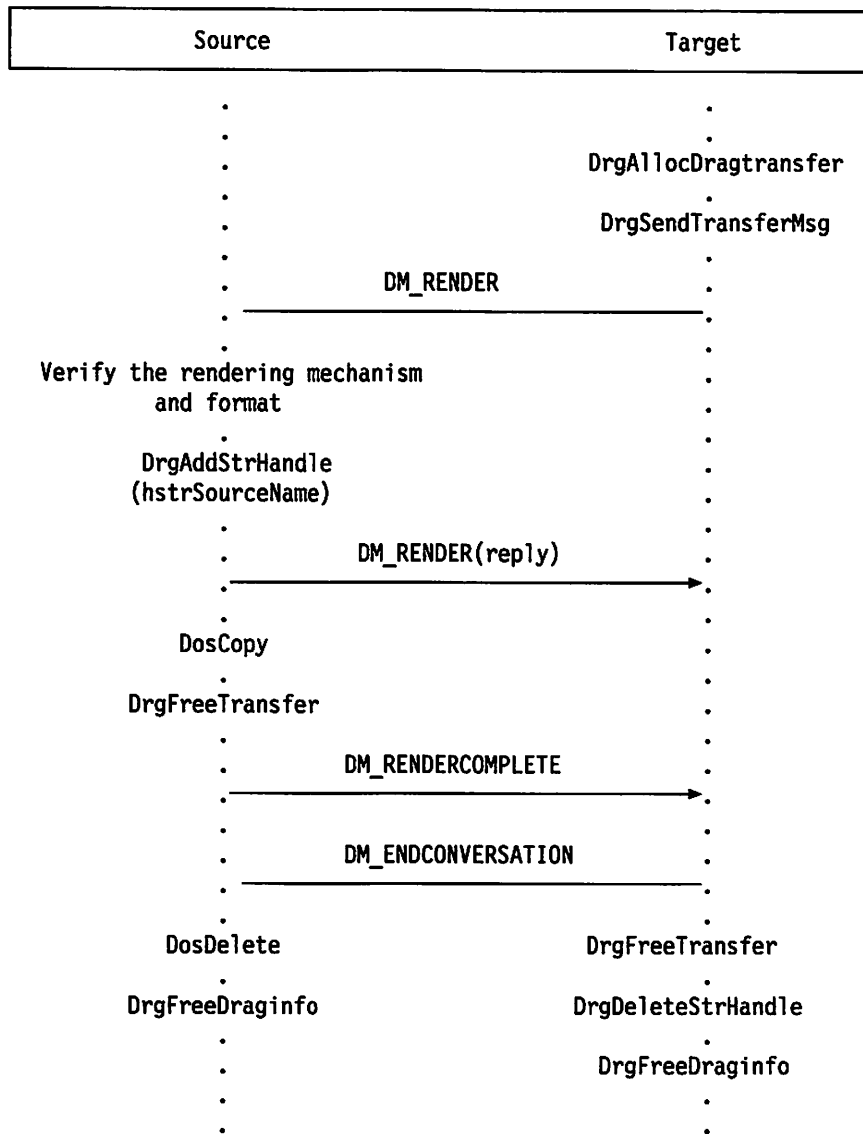 Source Target
DrgAllocDragtransfer
DrgSendTransferMsg
DM_RENDER
Verify the rendering mechanism
and format
DrgAddStrHandle
(hstrSourceName)
DM_RENDER(reply)
DosCopy
DrgFreeTransfer
DM_RENDERCOMPLETE
DM_ENDCONVERSATION
DosDelete DrgFreeTransfer
DrgFreeDraginfo DrgDeleteStrHandle
DrgFreeDraginfo